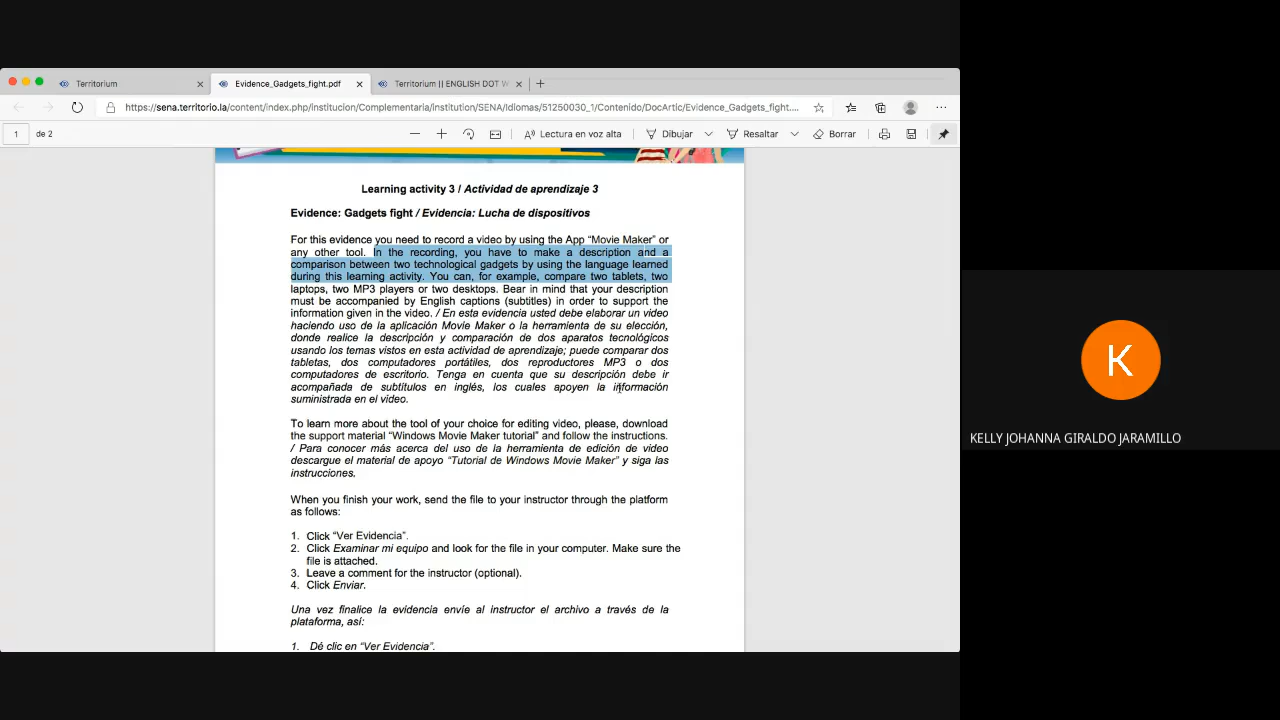 Territorium
Evidence_Gadgets_fight.pdf
Territorium || ENGLISH DOT W
https://sena.territorio.la/content/index.php/institucion/Complementaria/institution/SENA/Idiomas/51250030_1/Contenido/DocArtic/Evidence_Gadgets_fight....
1 de 2
Lectura en voz alta
Dibujar
Resaltar
Borrar
Learning activity 3 / Actividad de aprendizaje 3
Evidence: Gadgets fight / Evidencia: Lucha de dispositivos
For this evidence you need to record a video by using the App “Movie Maker” or
any other tool. In the recording, you have to make a description and a
comparison between two technological gadgets by using the language learned
during this learning activity. You can, for example, compare two tablets, two
laptops, two MP3 players or two desktops. Bear in mind that your description
must be accompanied by English captions (subtitles) in order to support the
information given in the video. / En esta evidencia usted debe elaborar un video
haciendo uso de la aplicación Movie Maker o la herramienta de su elección,
donde realice la descripción y comparación de dos aparatos tecnológicos
usando los temas vistos en esta actividad de aprendizaje; puede comparar dos
tabletas, dos computadores portátiles, dos reproductores MP3 o dos
computadores de escritorio. Tenga en cuenta que su descripción debe ir
acompañada de subtítulos en inglés, los cuales apoyen la información
suministrada en el video.
To learn more about the tool of your choice for editing video, please, download
the support material “Windows Movie Maker tutorial” and follow the instructions.
/ Para conocer más acerca del uso de la herramienta de edición de video
descargue el material de apoyo “Tutorial de Windows Movie Maker” y siga las
instrucciones.
When you finish your work, send the file to your instructor through the platform
as follows:
1. Click “Ver Evidencia”.
2. Click Examinar mi equipo and look for the file in your computer. Make sure the
file is attached.
3. Leave a comment for the instructor (optional).
4. Click Enviar.
Una vez finalice la evidencia envíe al instructor el archivo a través de la
plataforma, así:
1. Dé clic en “Ver Evidencia”.
K
KELLY JOHANNA GIRALDO JARAMILLO